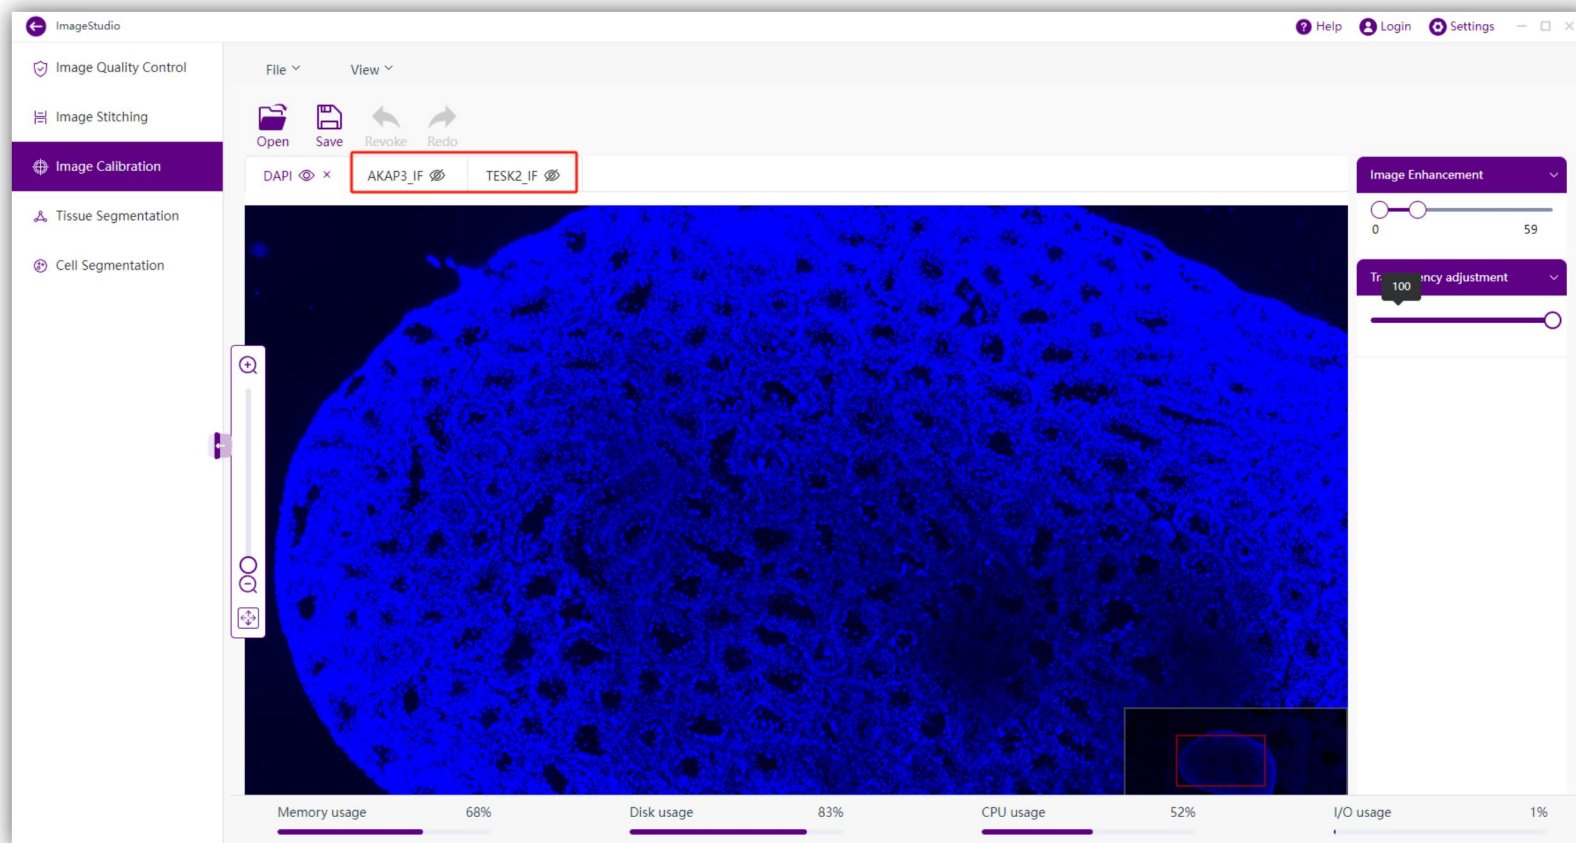 ImageStudio
Help Login Settings
Image Quality Control
Image Stitching
Image Calibration
Tissue Segmentation
Cell Segmentation
File View
Open Save Revoke Redo
DAPI AKAP3_IF TESK2_IF
Image Enhancement
0 59
ency adjustment
100
Memory usage 68% Disk usage 83% CPU usage 52% I/O usage 1%